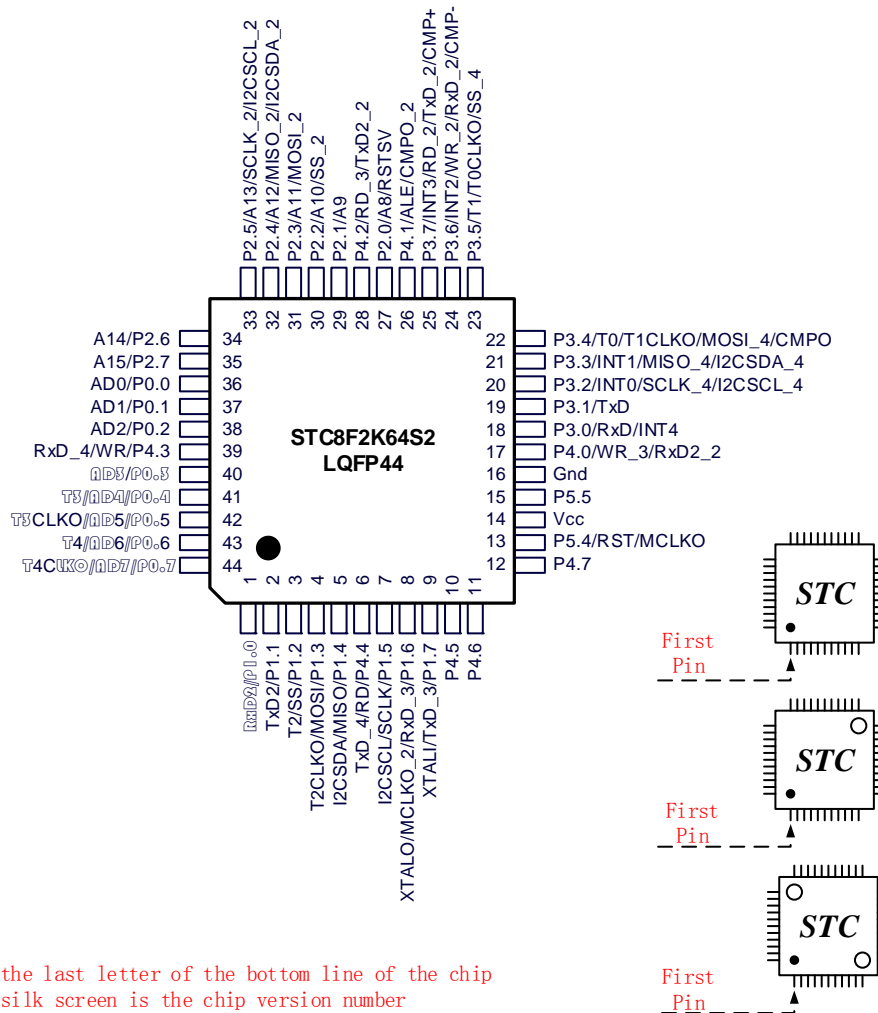 P2.5/A13/SCLK_2/I2CSCL_2
P2.4/A12/MISO_2/I2CSDA_2
P2.3/A11/MOSI_2
P2.2/A10/SS_2
P2.1/A9
P4.2/RD_3/TxD2_2
P2.0/A8/RSTSV
P4.1/ALE/CMPO_2
P3.7/INT3/RD_2/TxD_2/CMP+
P3.6/INT2/WR_2/RxD_2/CMP-
P3.5/T1/T0CLKO/SS_4
33 32 31 30 29 28 27 26 25 24 23
A14/P2.6 34
A15/P2.7 35
AD0/P0.0 36
AD1/P0.1 37
AD2/P0.2 38
RxD_4/WR/P4.3 39
AD3/P0.3 40
T3/AD4/P0.4 41
T3CLKO/AD5/P0.5 42
T4/AD6/P0.6 43
T4CLKO/AD7/P0.7 44
STC8F2K64S2
LQFP44
22 P3.4/T0/T1CLKO/MOSI_4/CMPO
21 P3.3/INT1/MISO_4/I2CSDA_4
20 P3.2/INT0/SCLK_4/I2CSCL_4
19 P3.1/TxD
18 P3.0/RxD/INT4
17 P4.0/WR_3/RxD2_2
16 Gnd
15 P5.5
14 Vcc
13 P5.4/RST/MCLKO
12 P4.7
1 2 3 4 5 6 7 8 9 10 11
RxD2/P1.0
TxD2/P1.1
T2/SS/P1.2
T2CLKO/MOSI/P1.3
I2CSDA/MISO/P1.4
TxD_4/RD/P4.4
I2CSCL/SCLK/P1.5
XTALO/MCLKO_2/RxD_3/P1.6
XTALI/TxD_3/P1.7
P4.5
P4.6
STC
First
Pin
STC
First
Pin
STC
First
Pin
the last letter of the bottom line of the chip
silk screen is the chip version number